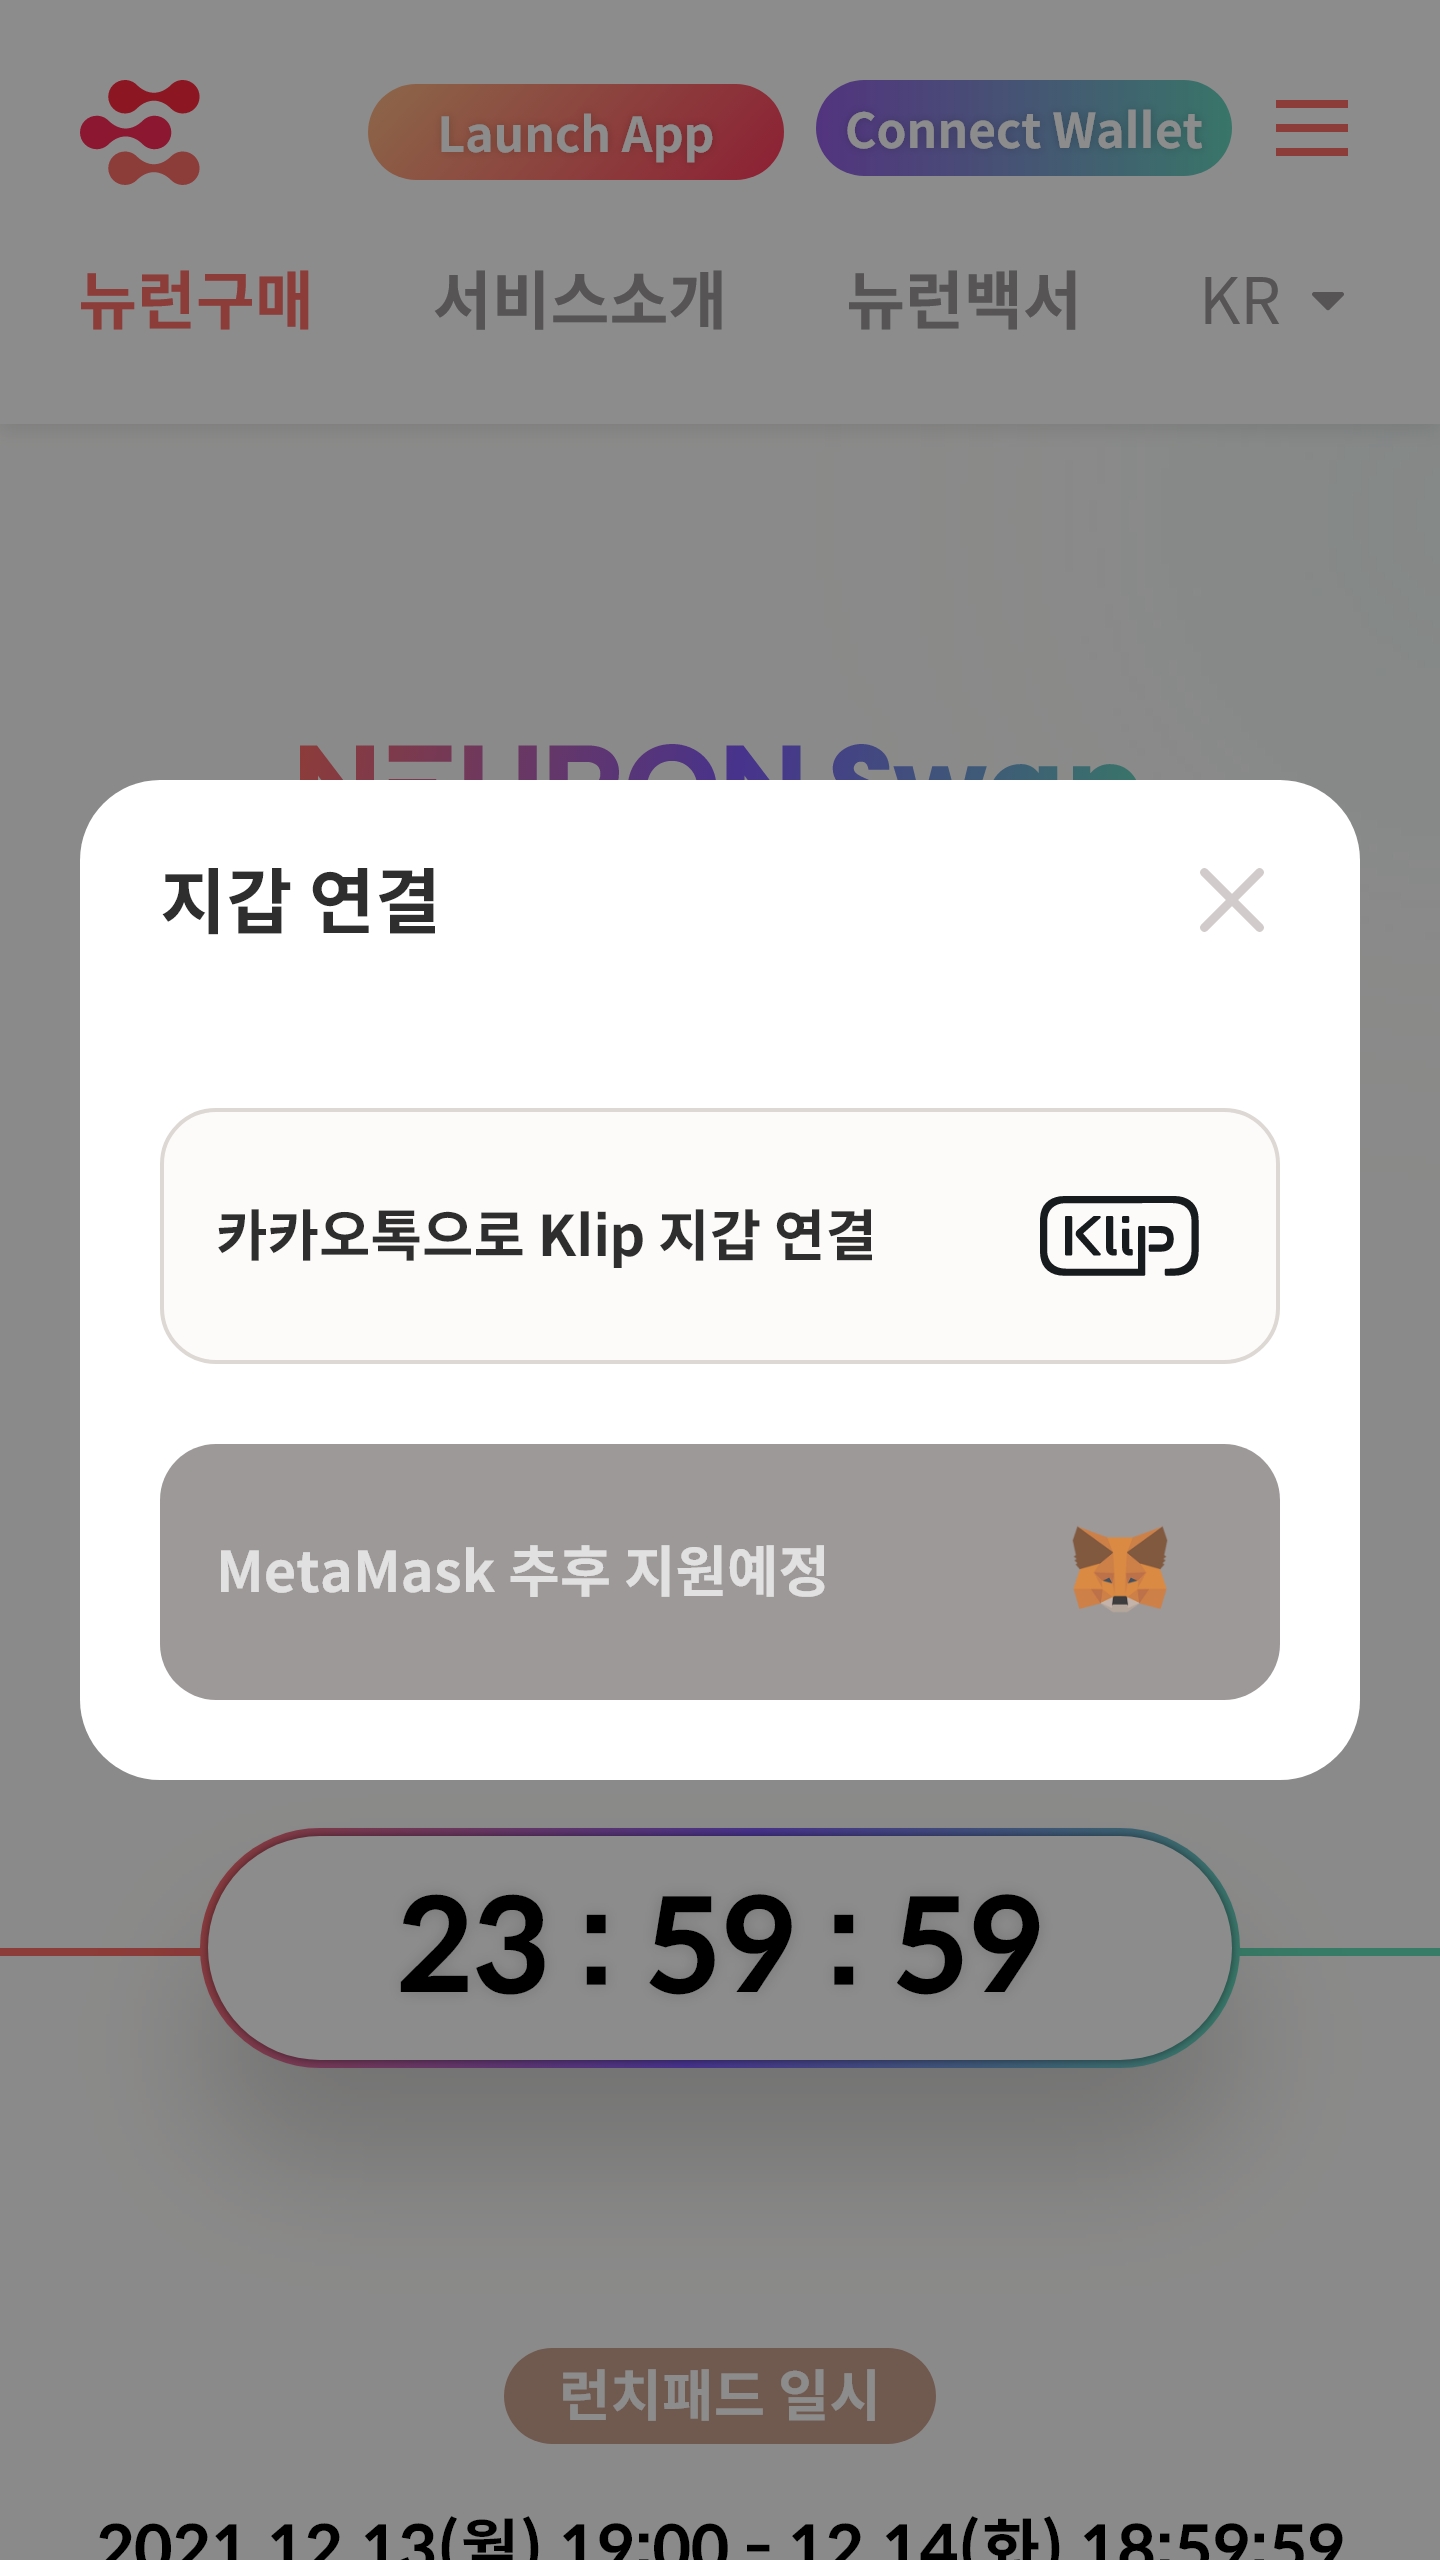 Launch App
Connect Wallet
뉴런구매
서비스소개
뉴런백서
KR
NEURON Swap
지갑 연결
카카오톡으로 Klip 지갑 연결
Klip
MetaMask 추후 지원예정
23 : 59 : 59
런치패드 일시
2021.12.13(월) 19:00 - 12.14(화) 18:59:59